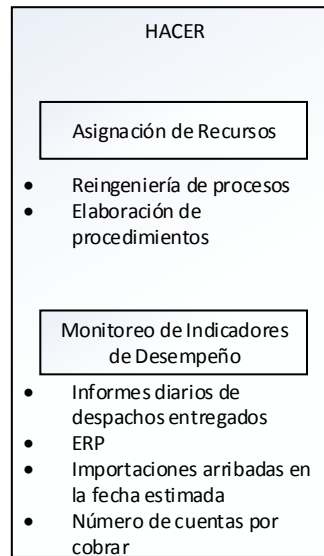 HACER
Asignación de Recursos
• Reingeniería de procesos
• Elaboración de
procedimientos
Monitoreo de Indicadores
de Desempeño
• Informes diarios de
despachos entregados
• ERP
• Importaciones arribadas en
la fecha estimada
• Número de cuentas por
cobrar